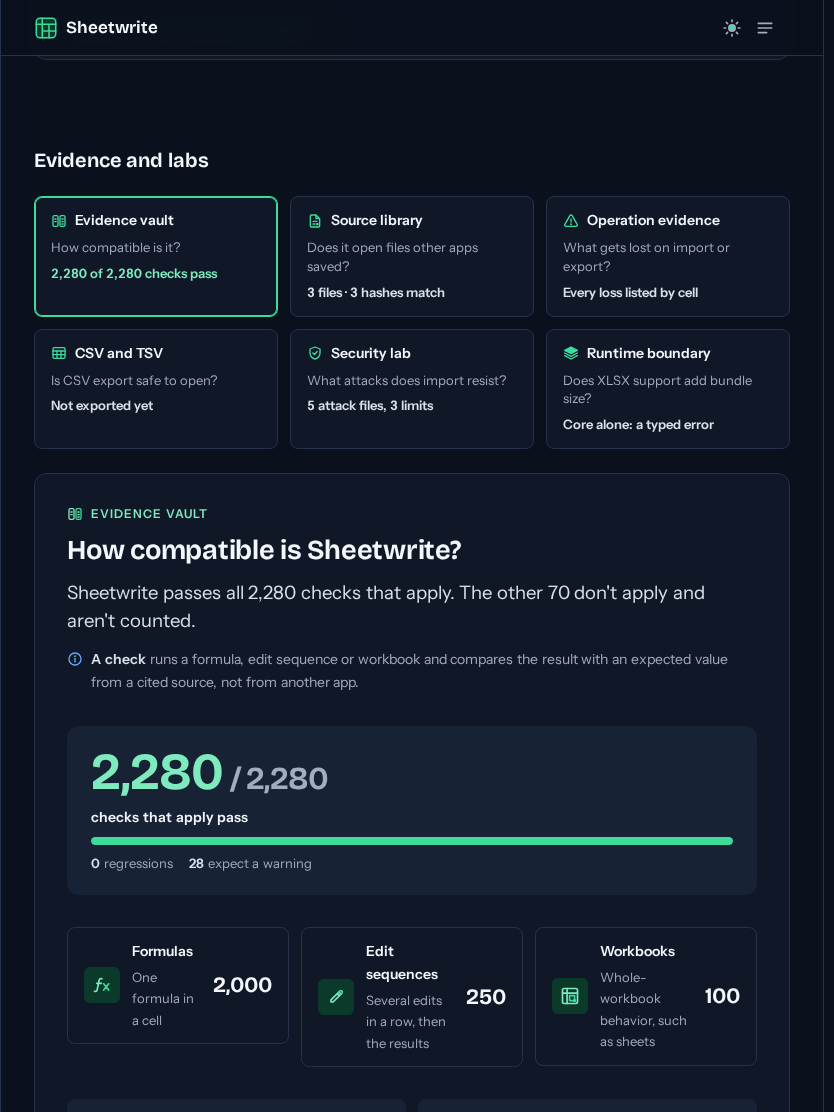 Sheetwrite
Evidence and labs
Evidence vault
How compatible is it?
2,280 of 2,280 checks pass
Source library
Does it open files other apps
saved?
3 files · 3 hashes match
Operation evidence
What gets lost on import or
export?
Every loss listed by cell
CSV and TSV
Is CSV export safe to open?
Not exported yet
Security lab
What attacks does import resist?
5 attack files, 3 limits
Runtime boundary
Does XLSX support add bundle
size?
Core alone: a typed error
EVIDENCE VAULT
How compatible is Sheetwrite?
Sheetwrite passes all 2,280 checks that apply. The other 70 don't apply and
aren't counted.
A check runs a formula, edit sequence or workbook and compares the result with an expected value
from a cited source, not from another app.
2,280 / 2,280
checks that apply pass
0 regressions 28 expect a warning
Formulas
One
formula in
a cell
2,000
Edit
sequences
Several edits
in a row, then
the results
250
Workbooks
Whole-
workbook
behavior, such
as sheets
100